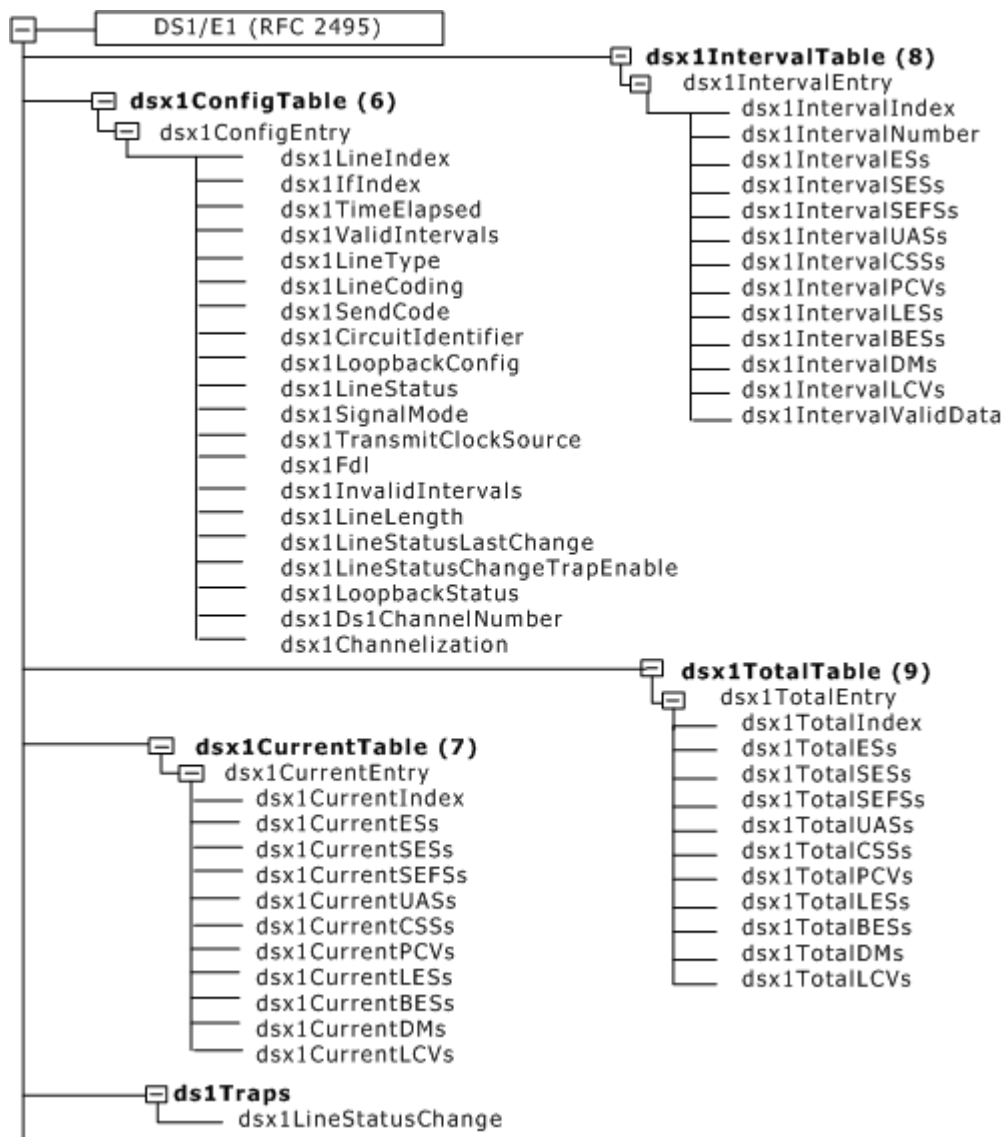 DS1/E1 (RFC 2495)
dsx1IntervalTable (8)
dsx1IntervalEntry
dsx1IntervalIndex
dsx1IntervalNumber
dsx1IntervalESs
dsx1IntervalSESs
dsx1IntervalSEFSs
dsx1IntervalUASs
dsx1IntervalCSSs
dsx1IntervalPCVs
dsx1IntervalLESs
dsx1IntervalBESs
dsx1IntervalDMs
dsx1IntervalLCVs
dsx1IntervalValidData
dsx1ConfigTable (6)
dsx1ConfigEntry
dsx1LineIndex
dsx1IfIndex
dsx1TimeElapsed
dsx1ValidIntervals
dsx1LineType
dsx1LineCoding
dsx1SendCode
dsx1CircuitIdentifier
dsx1LoopbackConfig
dsx1LineStatus
dsx1SignalMode
dsx1TransmitClockSource
dsx1Fdl
dsx1InvalidIntervals
dsx1LineLength
dsx1LineStatusLastChange
dsx1LineStatusChangeTrapEnable
dsx1LoopbackStatus
dsx1Ds1ChannelNumber
dsx1Channelization
dsx1TotalTable (9)
dsx1TotalEntry
dsx1TotalIndex
dsx1TotalESs
dsx1TotalSESs
dsx1TotalSEFSs
dsx1TotalUASs
dsx1TotalCSSs
dsx1TotalPCVs
dsx1TotalLESs
dsx1TotalBESs
dsx1TotalDMs
dsx1TotalLCVs
dsx1CurrentTable (7)
dsx1CurrentEntry
dsx1CurrentIndex
dsx1CurrentESs
dsx1CurrentSESs
dsx1CurrentSEFSs
dsx1CurrentUASs
dsx1CurrentCSSs
dsx1CurrentPCVs
dsx1CurrentLESs
dsx1CurrentBESs
dsx1CurrentDMs
dsx1CurrentLCVs
ds1Traps
dsx1LineStatusChange